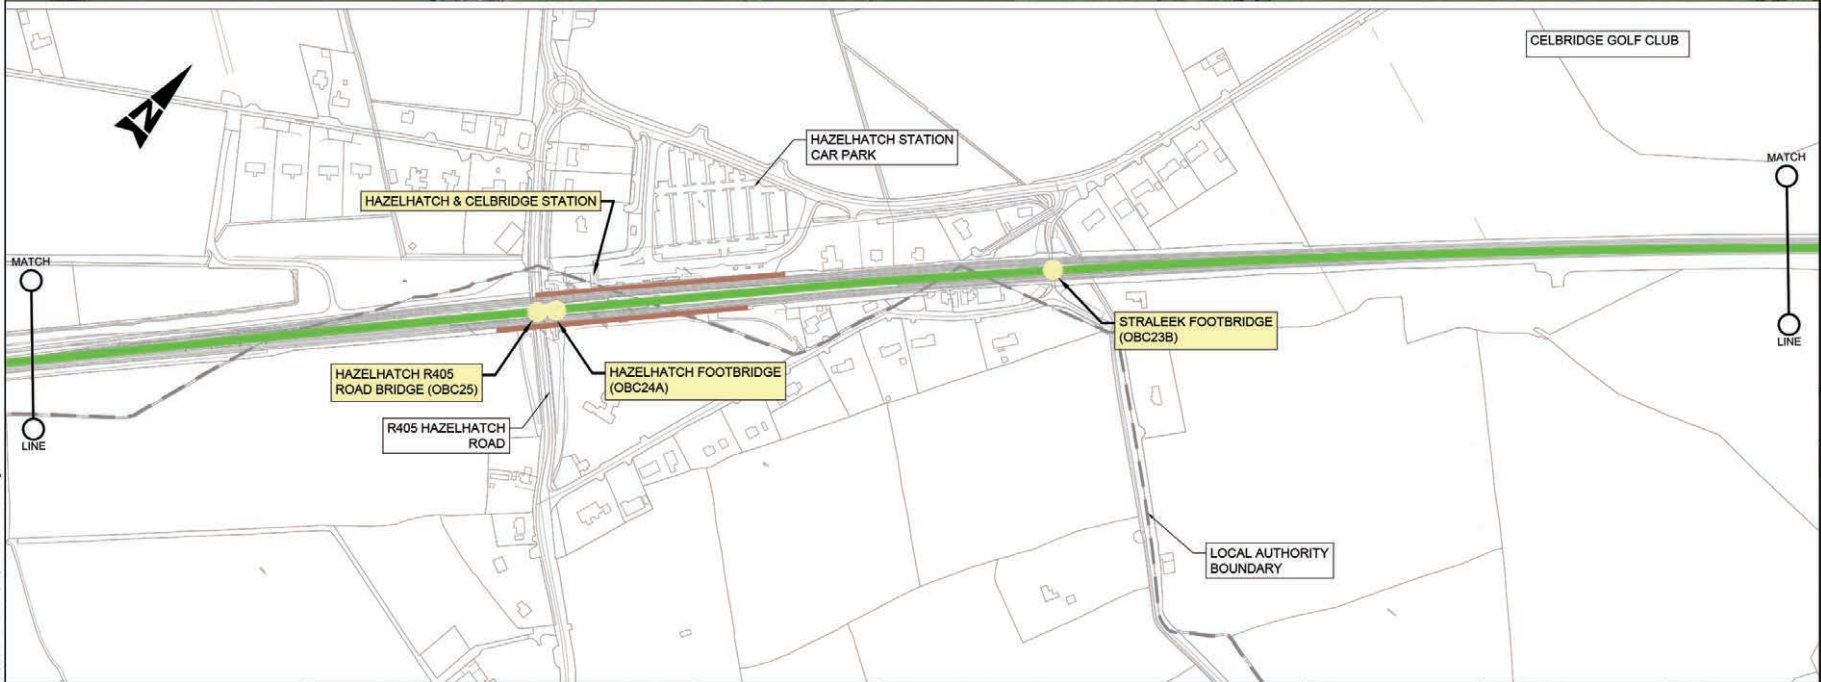 CELBRIDGE GOLF CLUB
N
HAZELHATCH STATION
CAR PARK
MATCH
HAZELHATCH & CELBRIDGE STATION
MATCH
STRALEEK FOOTBRIDGE
(OBC23B)
LINE
HAZELHATCH R405
ROAD BRIDGE (OBC25)
HAZELHATCH FOOTBRIDGE
(OBC24A)
R405 HAZELHATCH
ROAD
LINE
LOCAL AUTHORITY
BOUNDARY